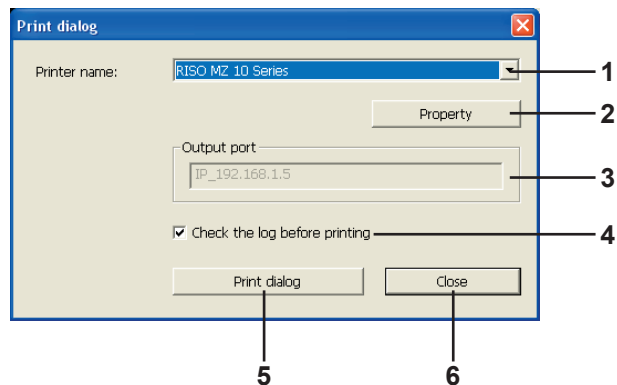 Print dialog
Printer name: RISO MZ 10 Series 1
Property 2
Output port
IP_192.168.1.5 3
Check the log before printing 4
Print dialog Close
5 6